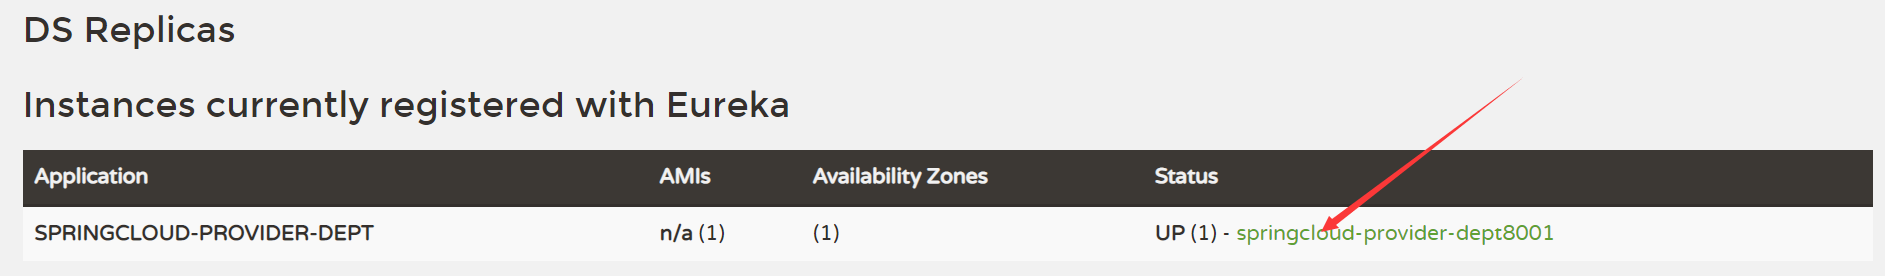 DS Replicas
Instances currently registered with Eureka
Application AMIs Availability Zones Status
SPRINGCLOUD-PROVIDER-DEPT n/a (1) (1) UP (1) - springcloud-provider-dept8001